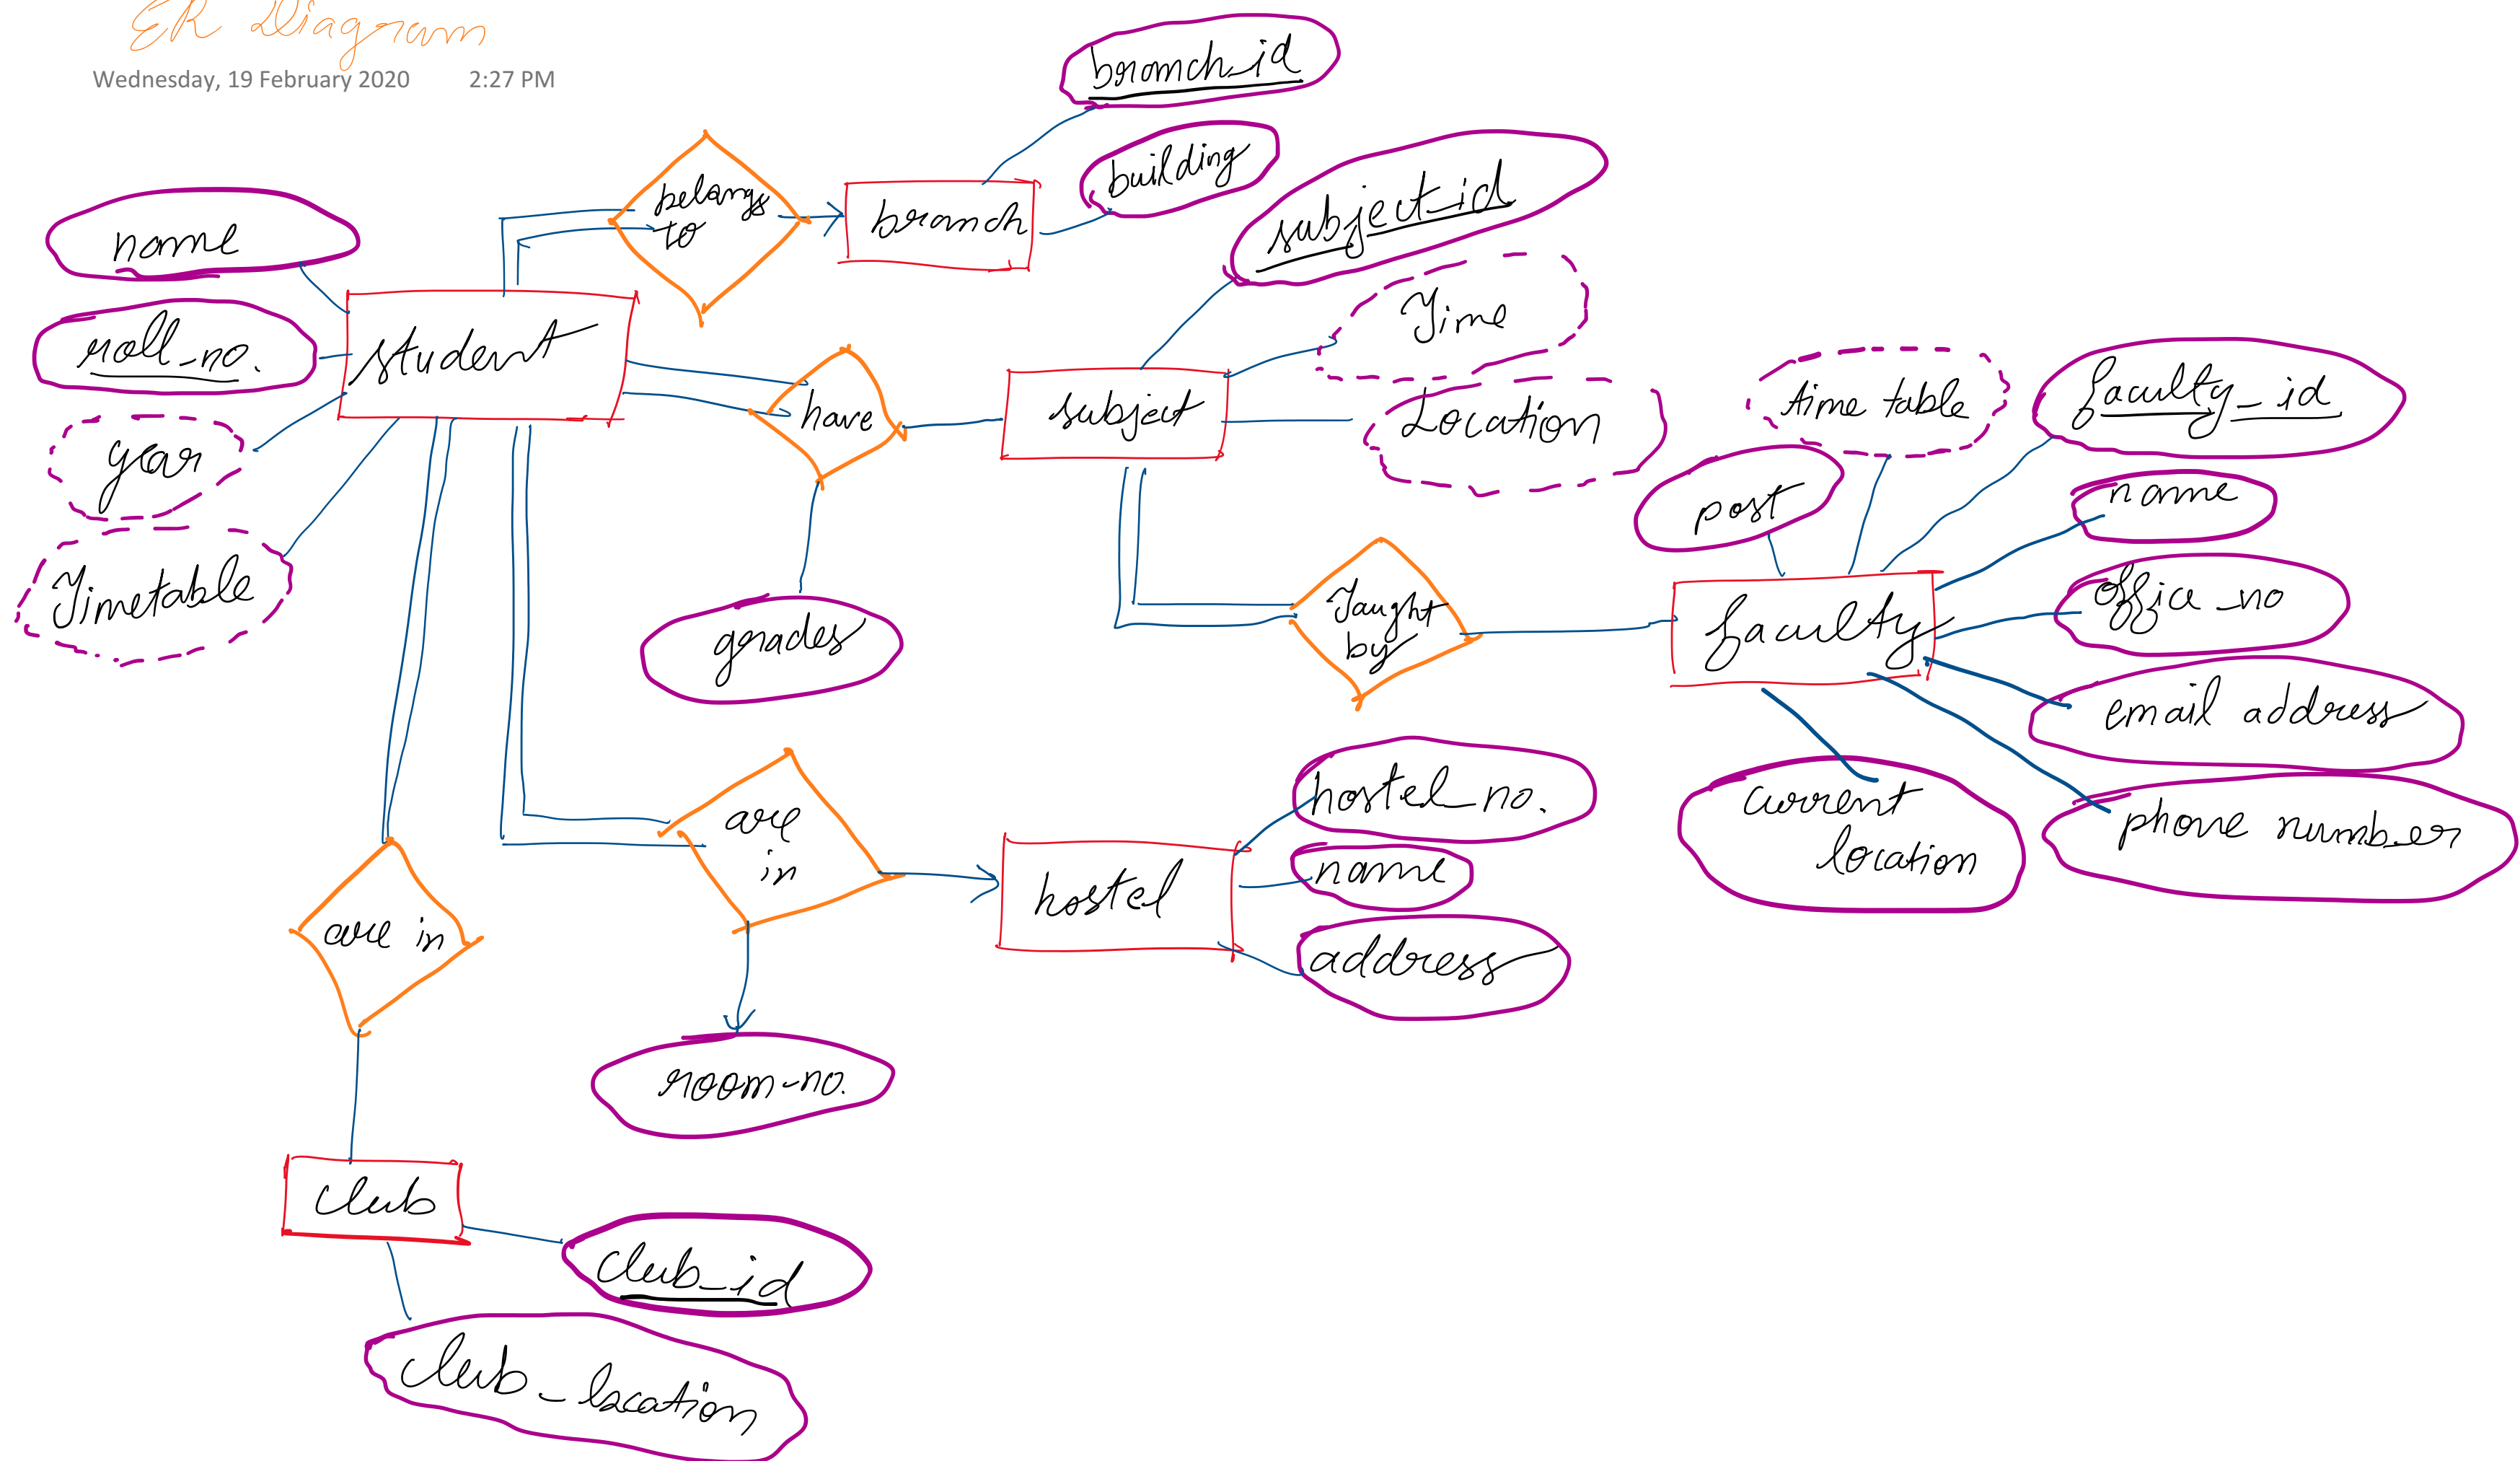 ER Diagram
Wednesday, 19 February 2020 2:27 PM
branch_id
building
belongs
to
branch
subject_id
name
roll_no.
student
Time
year
have
subject
Location
time table
faculty_id
post
name
Timetable
Taught
by
faculty
office_no
grades
email address
are
in
hostel_no.
current
location
phone number
name
hostel
are in
address
room-no.
club
club_id
club_location